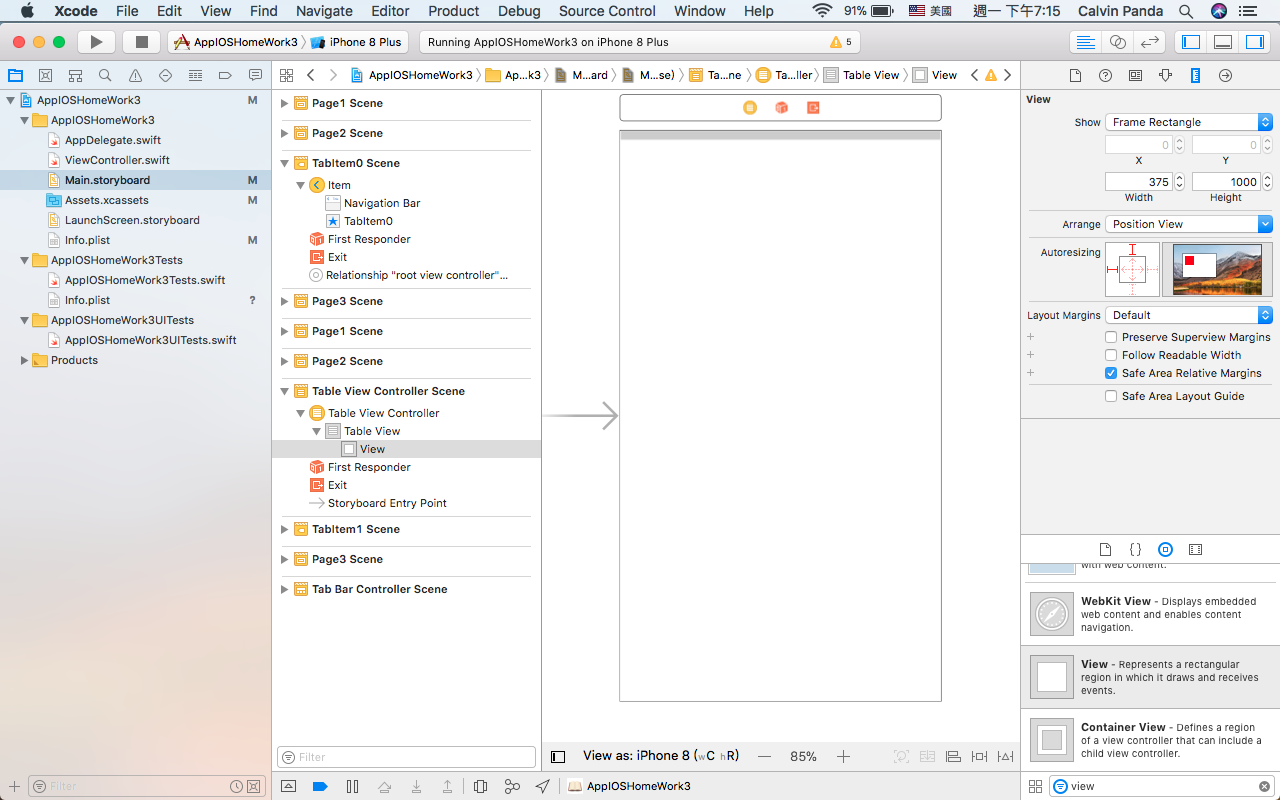 Xcode File Edit View Find Navigate Editor Product Debug Source Control Window Help 91% 美國 週一 下午7:15 Calvin Panda
AppIOSHomeWork3 iPhone 8 Plus Running AppIOSHomeWork3 on iPhone 8 Plus 5
AppIOSHomeWork3 Ap...k3 M...ard M...se) Ta...ne Ta...ller Table View View
AppIOSHomeWork3 M
AppIOSHomeWork3
AppDelegate.swift
ViewController.swift
Main.storyboard M
Assets.xcassets M
LaunchScreen.storyboard
Info.plist M
AppIOSHomeWork3Tests
AppIOSHomeWork3Tests.swift
Info.plist ?
AppIOSHomeWork3UITests
AppIOSHomeWork3UITests.swift
Products
Filter
Page1 Scene
Page2 Scene
TabItem0 Scene
Item
Navigation Bar
TabItem0
First Responder
Exit
Relationship "root view controller"...
Page3 Scene
Page1 Scene
Page2 Scene
Table View Controller Scene
Table View Controller
Table View
View
First Responder
Exit
Storyboard Entry Point
TabItem1 Scene
Page3 Scene
Tab Bar Controller Scene
Filter
View as: iPhone 8 (wC hR) 85%
AppIOSHomeWork3
View
Show Frame Rectangle
0 0
X Y
375 1000
Width Height
Arrange Position View
Autoresizing
Layout Margins Default
Preserve Superview Margins
Follow Readable Width
Safe Area Relative Margins
Safe Area Layout Guide
with web content.
WebKit View - Displays embedded
web content and enables content
navigation.
View - Represents a rectangular
region in which it draws and receives
events.
Container View - Defines a region
of a view controller that can include a
child view controller.
view